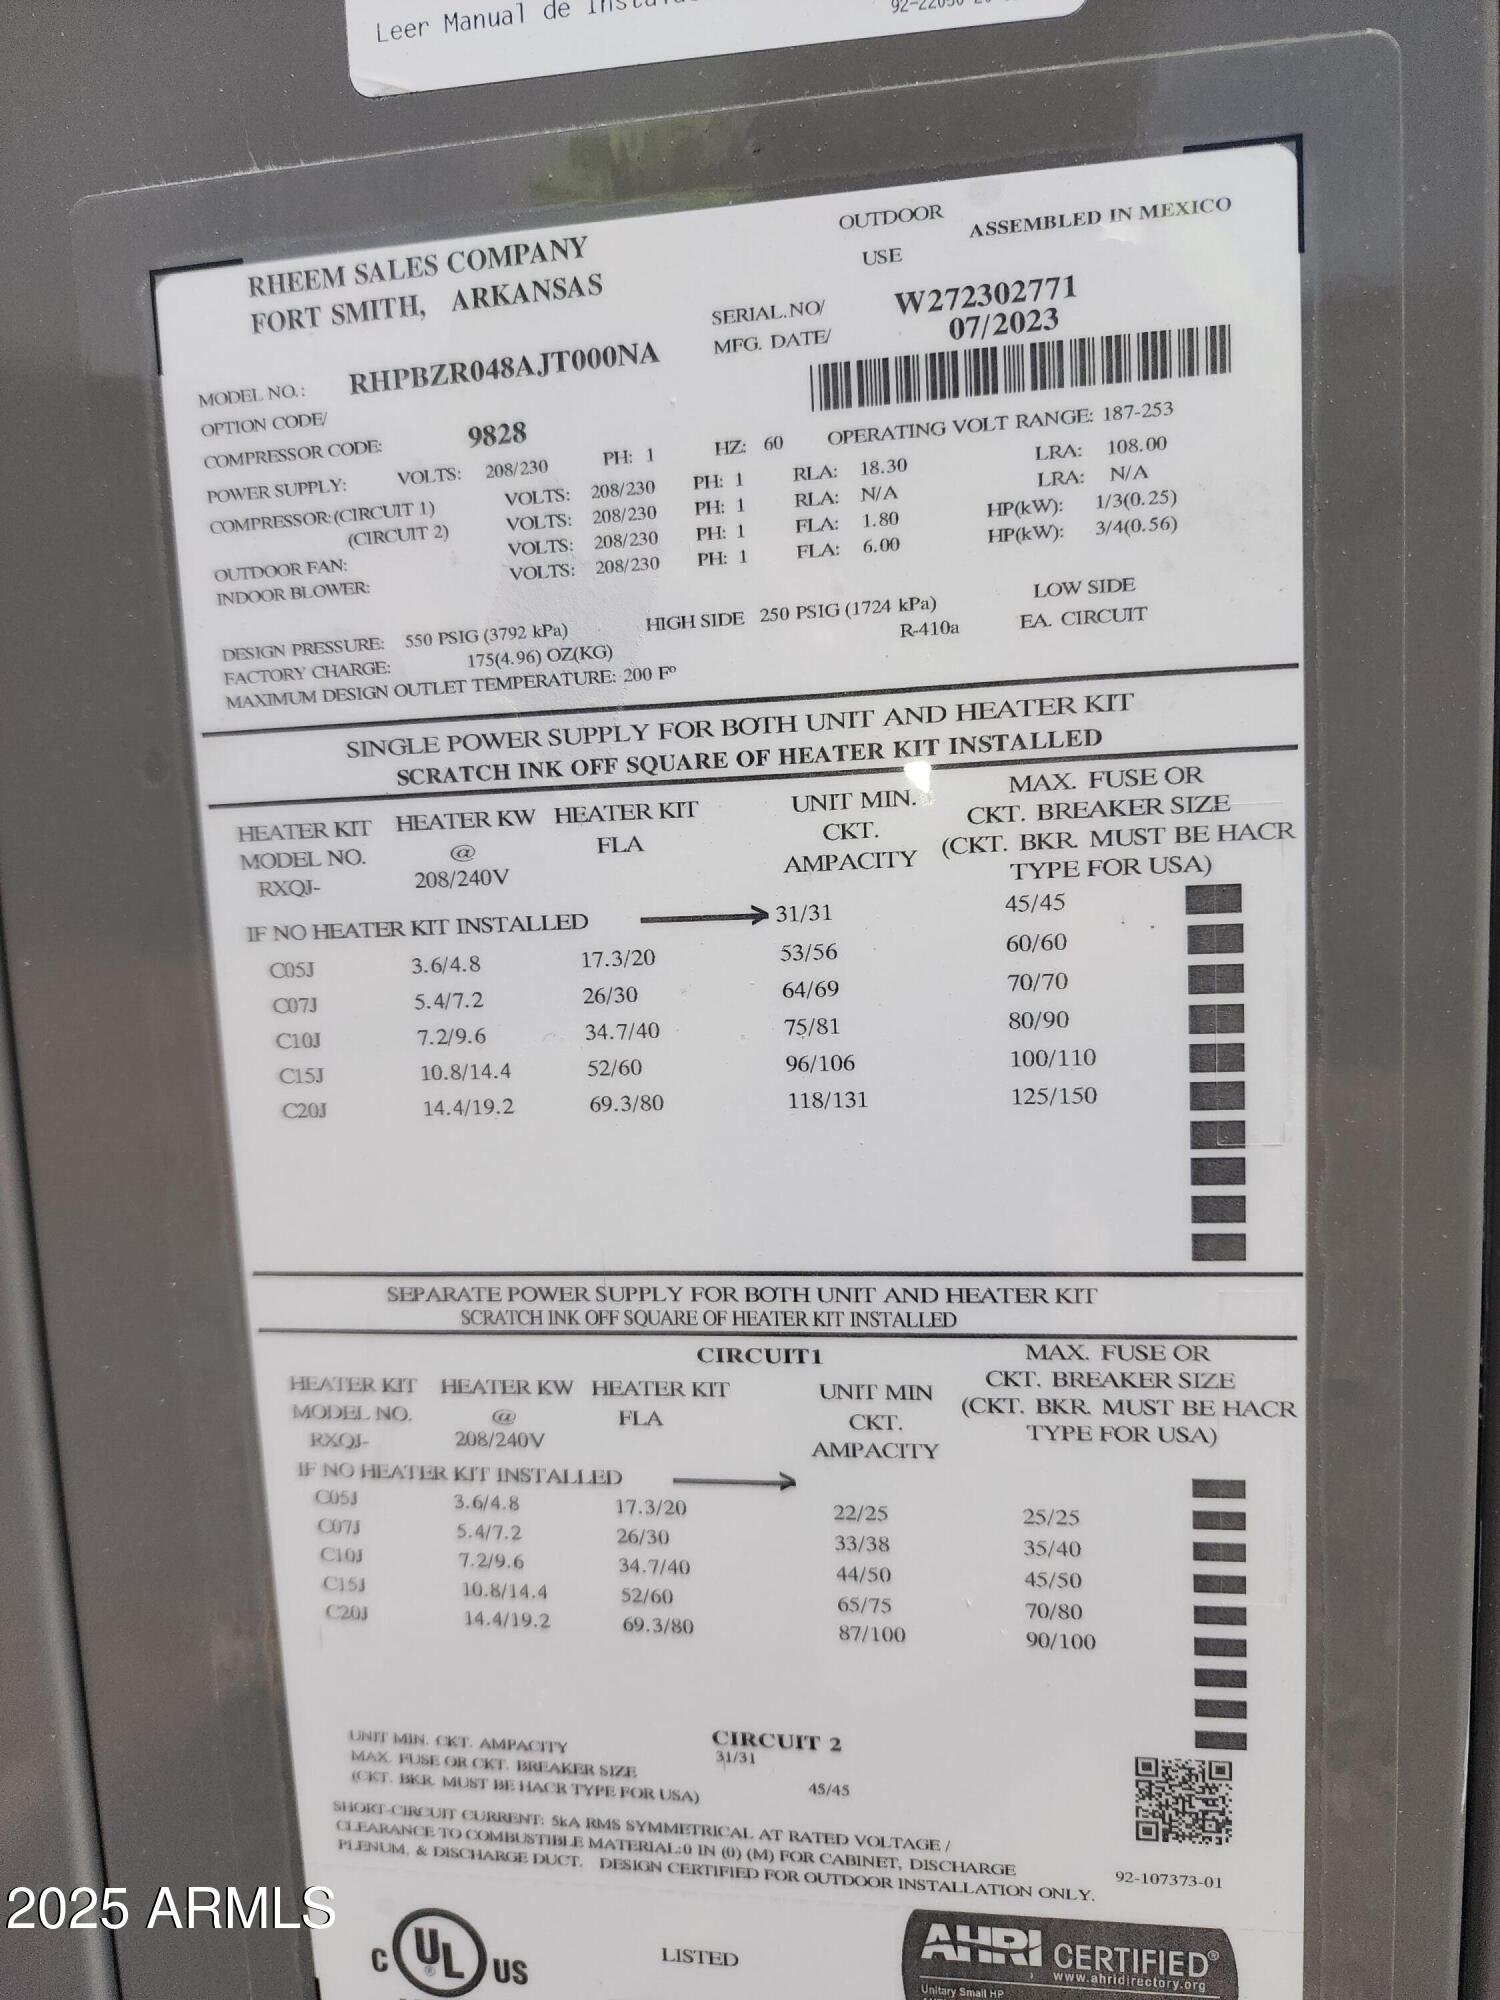 Leer Manual de
RHEEM SALES COMPANY
FORT SMITH, ARKANSAS
OUTDOOR
USE
ASSEMBLED IN MEXICO
SERIAL.NO/
MFG. DATE/
W272302771
07/2023
MODEL NO.: RHPBZR048AJT000NA
OPTION CODE/
COMPRESSOR CODE: 9828
POWER SUPPLY: VOLTS: 208/230 PH: 1 HZ: 60 OPERATING VOLT RANGE: 187-253
COMPRESSOR:(CIRCUIT 1) VOLTS: 208/230 PH: 1 RLA: 18.30 LRA: 108.00
(CIRCUIT 2) VOLTS: 208/230 PH: 1 RLA: N/A LRA: N/A
OUTDOOR FAN: VOLTS: 208/230 PH: 1 FLA: 1.80 HP(kW): 1/3(0.25)
INDOOR BLOWER: VOLTS: 208/230 PH: 1 FLA: 6.00 HP(kW): 3/4(0.56)
DESIGN PRESSURE: 550 PSIG (3792 kPa) HIGH SIDE 250 PSIG (1724 kPa) LOW SIDE
FACTORY CHARGE: 175(4.96) OZ(KG) R-410a EA. CIRCUIT
MAXIMUM DESIGN OUTLET TEMPERATURE: 200 Fº
SINGLE POWER SUPPLY FOR BOTH UNIT AND HEATER KIT
SCRATCH INK OFF SQUARE OF HEATER KIT INSTALLED
HEATER KIT
MODEL NO.
RXQJ-
HEATER KW
@
208/240V
HEATER KIT
FLA
UNIT MIN.
CKT.
AMPACITY
MAX. FUSE OR
CKT. BREAKER SIZE
(CKT. BKR. MUST BE HACR
TYPE FOR USA)
IF NO HEATER KIT INSTALLED 31/31 45/45
C05J 3.6/4.8 17.3/20 53/56 60/60
C07J 5.4/7.2 26/30 64/69 70/70
C10J 7.2/9.6 34.7/40 75/81 80/90
C15J 10.8/14.4 52/60 96/106 100/110
C20J 14.4/19.2 69.3/80 118/131 125/150
SEPARATE POWER SUPPLY FOR BOTH UNIT AND HEATER KIT
SCRATCH INK OFF SQUARE OF HEATER KIT INSTALLED
CIRCUIT1
HEATER KIT
MODEL NO.
RXQJ-
HEATER KW
@
208/240V
HEATER KIT
FLA
UNIT MIN
CKT.
AMPACITY
MAX. FUSE OR
CKT. BREAKER SIZE
(CKT. BKR. MUST BE HACR
TYPE FOR USA)
IF NO HEATER KIT INSTALLED
C05J 3.6/4.8 17.3/20 22/25 25/25
C07J 5.4/7.2 26/30 33/38 35/40
C10J 7.2/9.6 34.7/40 44/50 45/50
C15J 10.8/14.4 52/60 65/75 70/80
C20J 14.4/19.2 69.3/80 87/100 90/100
CIRCUIT 2
UNIT MIN. CKT. AMPACITY 31/31
MAX. FUSE OR CKT. BREAKER SIZE
(CKT. BKR. MUST BE HACR TYPE FOR USA) 45/45
SHORT-CIRCUIT CURRENT: 5kA RMS SYMMETRICAL AT RATED VOLTAGE /
CLEARANCE TO COMBUSTIBLE MATERIAL:0 IN (0) (M) FOR CABINET, DISCHARGE
PLENUM, & DISCHARGE DUCT. DESIGN CERTIFIED FOR OUTDOOR INSTALLATION ONLY.
92-107373-01
C UL ® US
LISTED
AHRI CERTIFIED®
www.ahridirectory.org
Unitary Small HP
2025 ARMLS